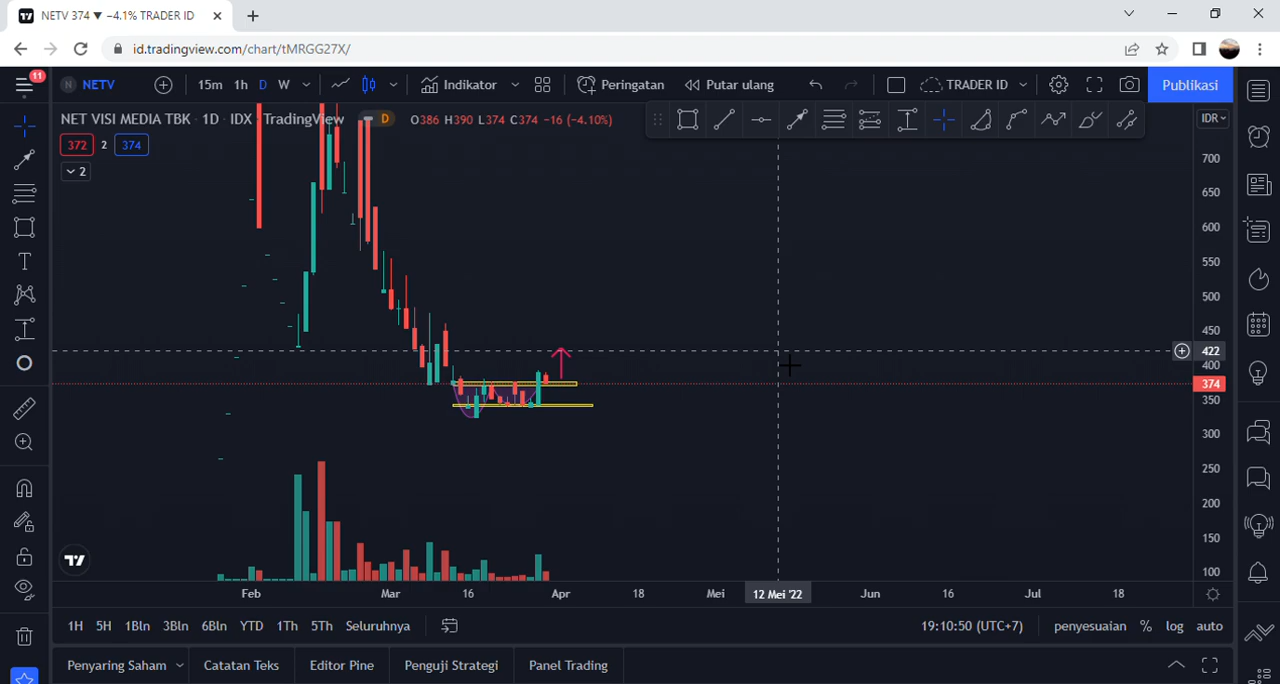 NETV 374 ▼ −4.1% TRADER ID
id.tradingview.com/chart/tMRGG27X/
11
N NETV
15m 1h D W
Indikator
Peringatan
Putar ulang
TRADER ID
Publikasi
NET VISI MEDIA TBK · 1D · IDX TradingView D O386 H390 L374 C374 −16 (−4.10%)
IDR
372 2 374
2
700
650
600
550
500
450
422
400
374
350
300
250
200
150
100
Feb Mar 16 Apr 18 Mei 12 Mei '22 Jun 16 Jul 18
1H 5H 1Bln 3Bln 6Bln YTD 1Th 5Th Seluruhnya
19:10:50 (UTC+7) penyesuaian % log auto
Penyaring Saham Catatan Teks Editor Pine Penguji Strategi Panel Trading